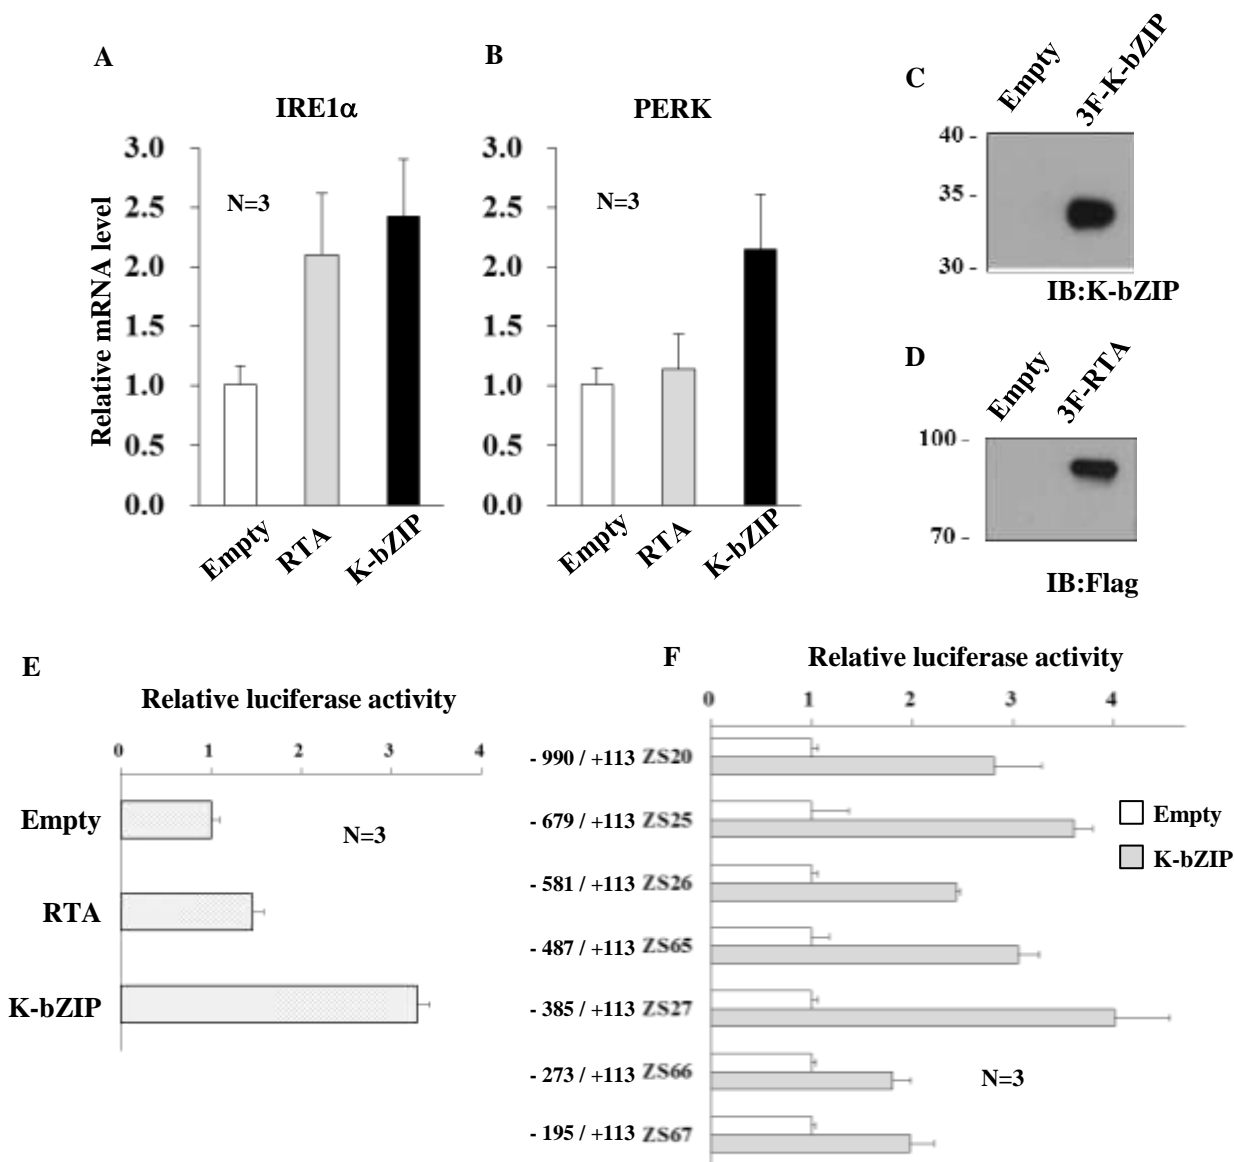 A
IRE1α
Relative mRNA level
3.0
2.5
2.0
1.5
1.0
0.5
0.0
N=3
Empty
RTA
K-bZIP
B
PERK
3.0
2.5
2.0
1.5
1.0
0.5
0.0
N=3
Empty
RTA
K-bZIP
C
Empty
3F-K-bZIP
40 -
35 -
30 -
IB:K-bZIP
D
Empty
3F-RTA
100 -
70 -
IB:Flag
E
Relative luciferase activity
0 1 2 3 4
Empty
RTA
K-bZIP
N=3
F
Relative luciferase activity
0 1 2 3 4
- 990 / +113 ZS20
- 679 / +113 ZS25
- 581 / +113 ZS26
- 487 / +113 ZS65
- 385 / +113 ZS27
- 273 / +113 ZS66
- 195 / +113 ZS67
Empty
K-bZIP
N=3